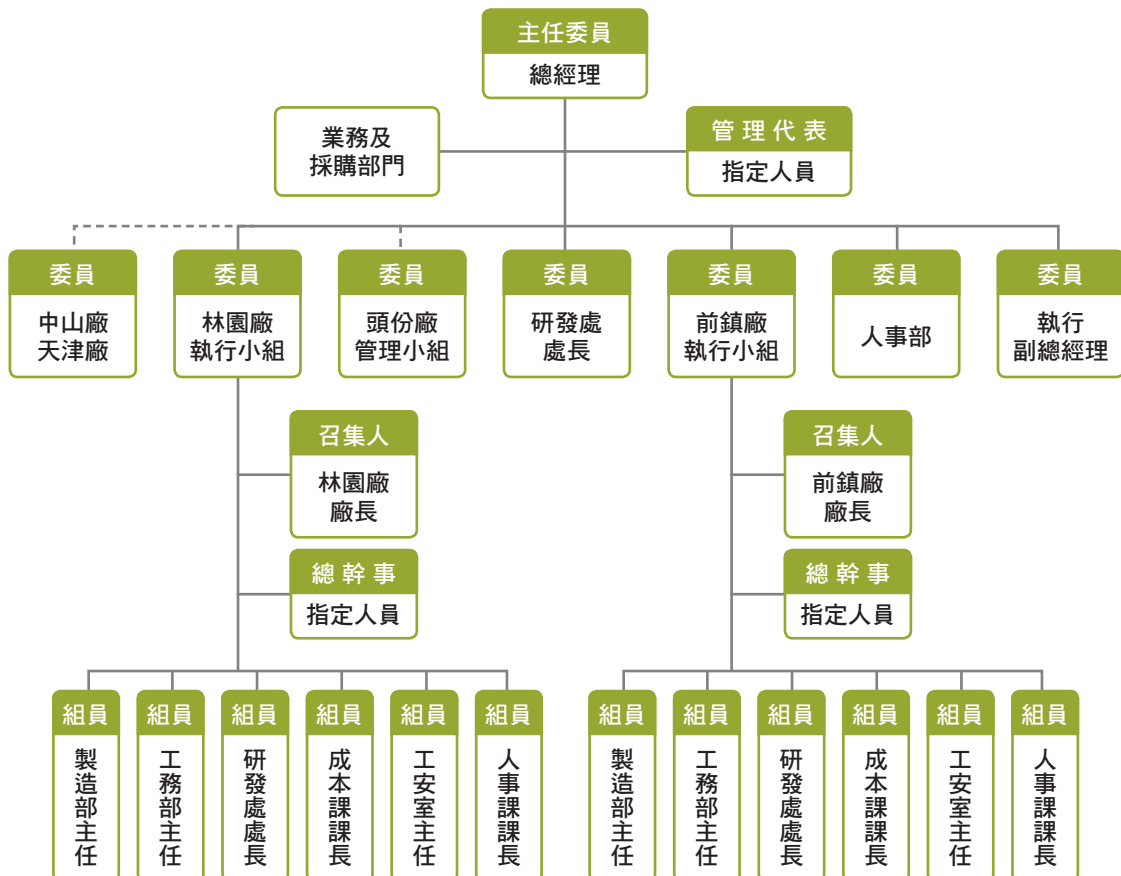 主任委員
總經理
業務及
採購部門
管理代表
指定人員
委員
中山廠
天津廠
委員
林園廠
執行小組
委員
頭份廠
管理小組
委員
研發處
處長
委員
前鎮廠
執行小組
委員
人事部
委員
執行
副總經理
召集人
林園廠
廠長
召集人
前鎮廠
廠長
總幹事
指定人員
總幹事
指定人員
組員
製造部主任
組員
工務部主任
組員
研發處處長
組員
成本課課長
組員
工安室主任
組員
人事課課長
組員
製造部主任
組員
工務部主任
組員
研發處處長
組員
成本課課長
組員
工安室主任
組員
人事課課長